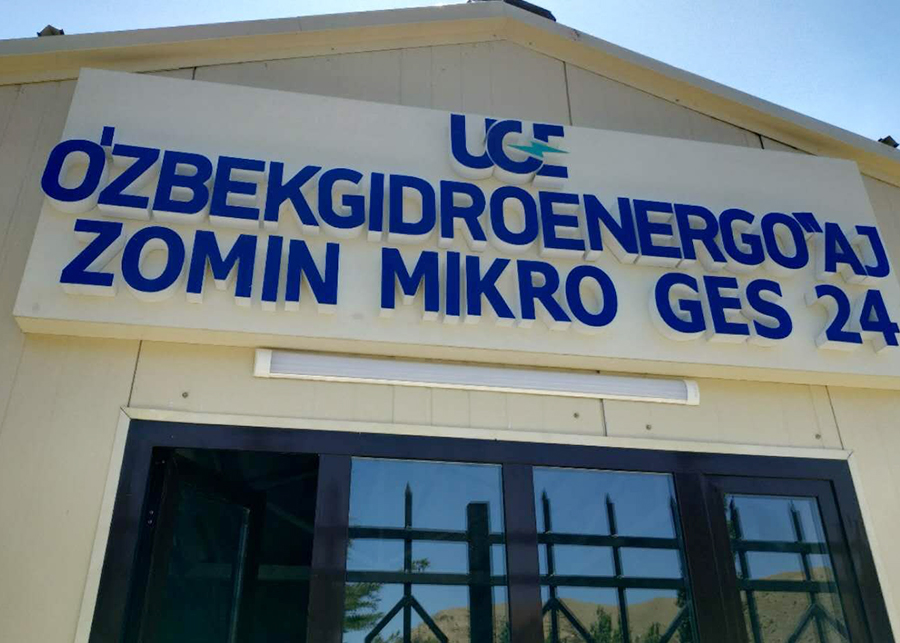 UGE
O'ZBEKGIDROENERGO" AJ
ZOMIN MIKRO GES 24